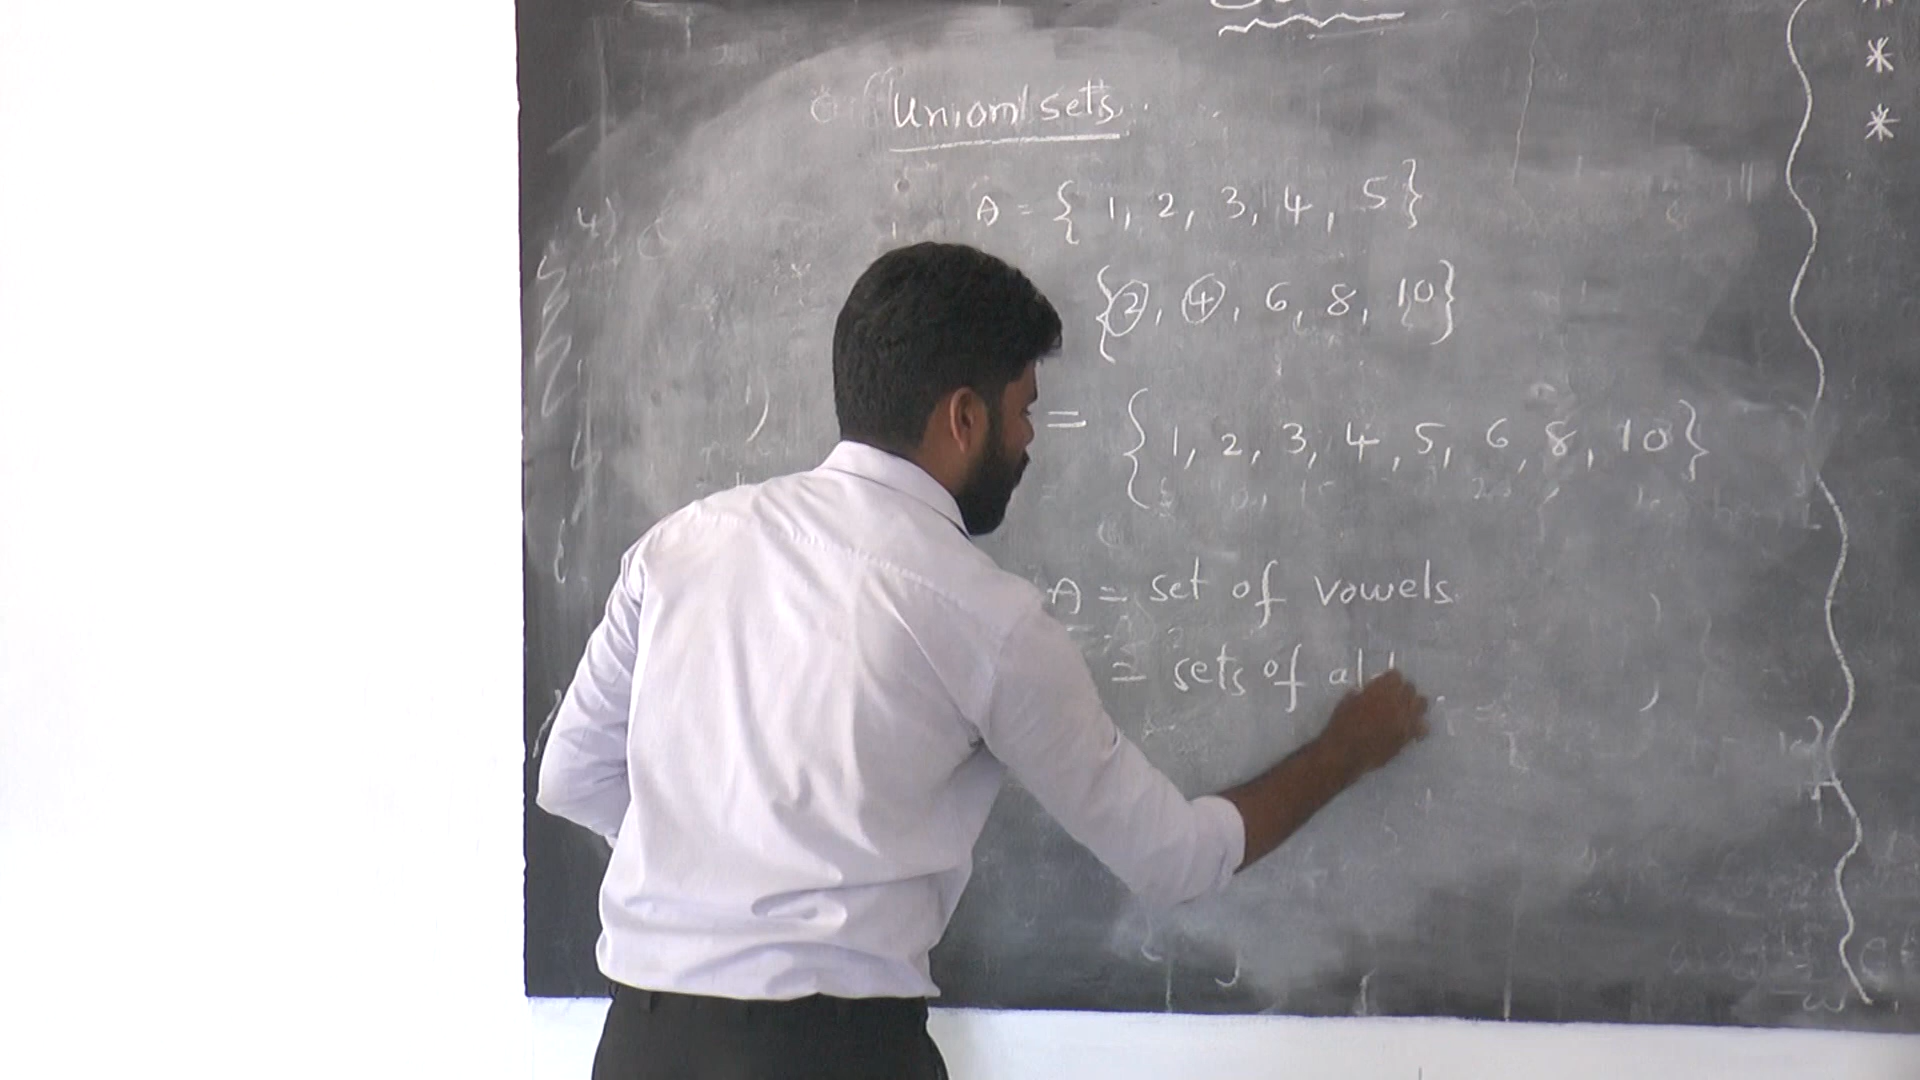 Union sets
A = { 1, 2, 3, 4, 5 }
{ 2, 4, 6, 8, 10 }
= { 1, 2, 3, 4, 5, 6, 8, 10 }
A = set of vowels
= sets of al